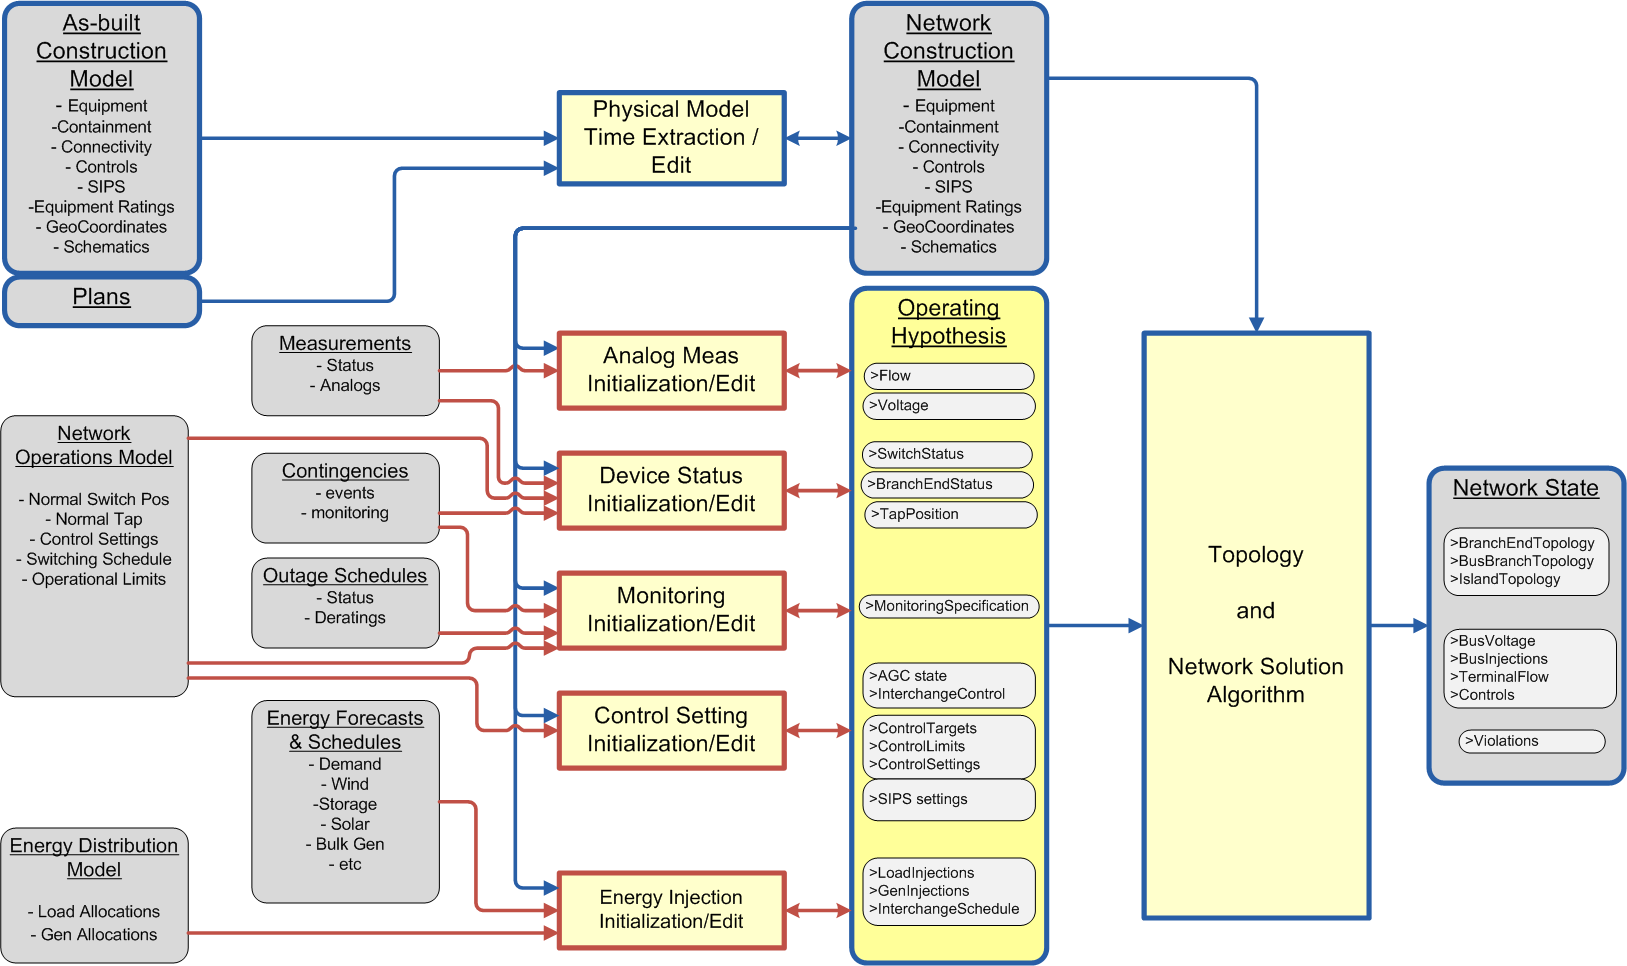 As-built
Construction
Model
- Equipment
-Containment
- Connectivity
- Controls
- SIPS
-Equipment Ratings
- GeoCoordinates
- Schematics
Plans
Physical Model
Time Extraction /
Edit
Network
Construction
Model
- Equipment
-Containment
- Connectivity
- Controls
- SIPS
-Equipment Ratings
- GeoCoordinates
- Schematics
Measurements
- Status
- Analogs
Network
Operations Model
- Normal Switch Pos
- Normal Tap
- Control Settings
- Switching Schedule
- Operational Limits
Contingencies
- events
- monitoring
Outage Schedules
- Status
- Deratings
Energy Forecasts
& Schedules
- Demand
- Wind
-Storage
- Solar
- Bulk Gen
- etc
Energy Distribution
Model
- Load Allocations
- Gen Allocations
Analog Meas
Initialization/Edit
Device Status
Initialization/Edit
Monitoring
Initialization/Edit
Control Setting
Initialization/Edit
Energy Injection
Initialization/Edit
Operating
Hypothesis
>Flow
>Voltage
>SwitchStatus
>BranchEndStatus
>TapPosition
>MonitoringSpecification
>AGC state
>InterchangeControl
>ControlTargets
>ControlLimits
>ControlSettings
>SIPS settings
>LoadInjections
>GenInjections
>InterchangeSchedule
Topology
and
Network Solution
Algorithm
Network State
>BranchEndTopology
>BusBranchTopology
>IslandTopology
>BusVoltage
>BusInjections
>TerminalFlow
>Controls
>Violations